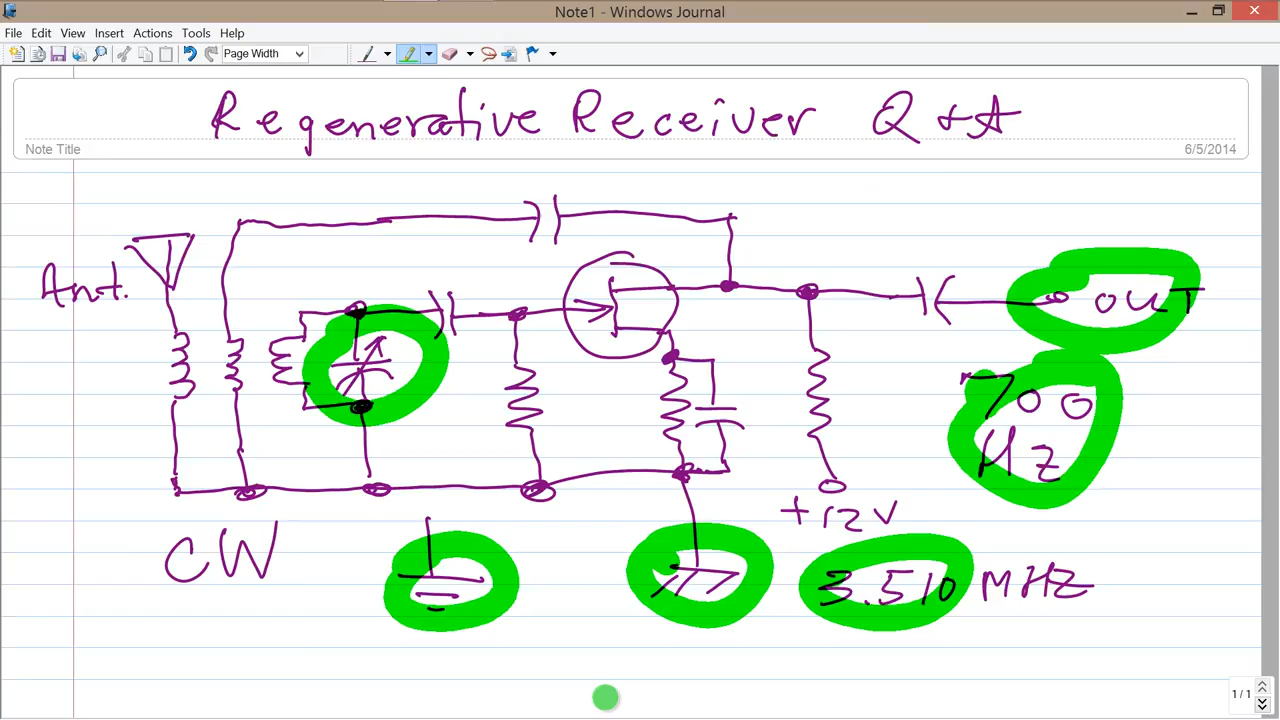 Note1 - Windows Journal
File Edit View Insert Actions Tools Help
Page Width
Regenerative Receiver Q & A
Note Title
6/5/2014
Ant.
OUT
700
Hz
+12V
CW
3.510 MHZ
1/1